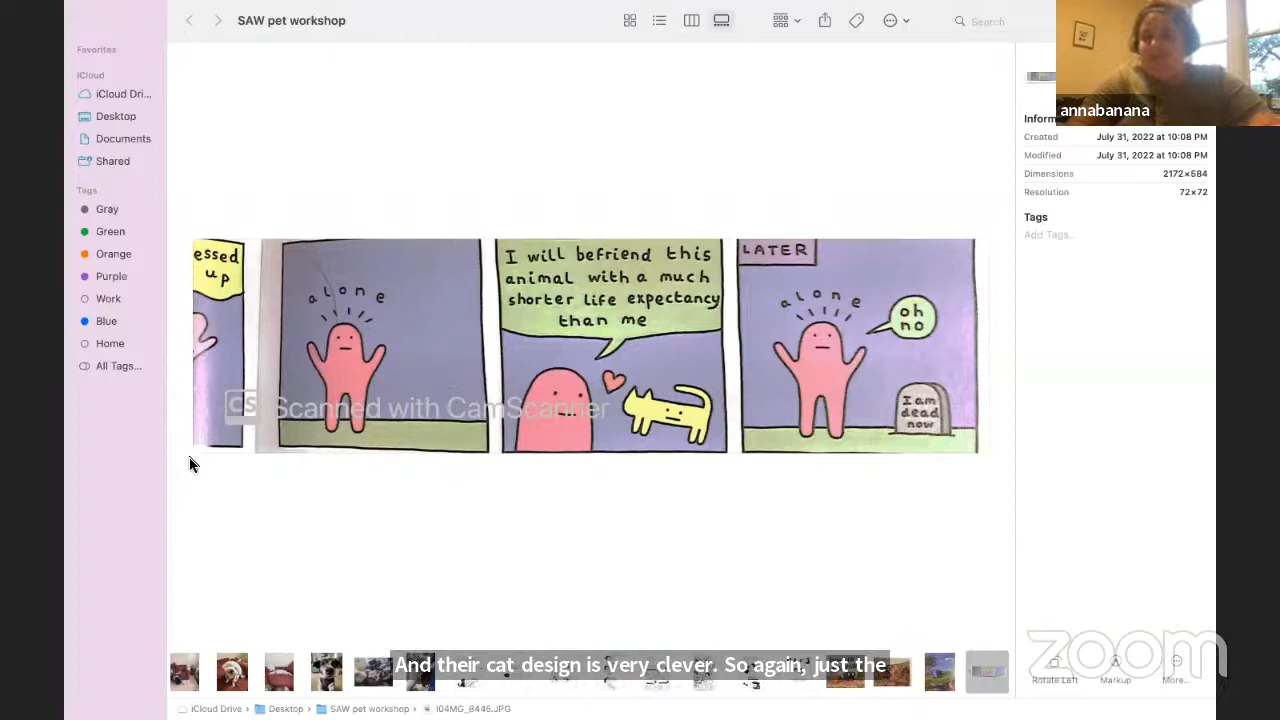 SAW pet workshop
Search
annabanana
Favorites
iCloud
iCloud Dri...
Desktop
Documents
Shared
Tags
Gray
Green
Orange
Purple
Work
Blue
Home
All Tags...
essed
up
alone
I will befriend this
animal with a much
shorter life expectancy
than me
LATER
alone
oh
no
I am
dead
now
CS Scanned with CamScanner
Inform
Created July 31, 2022 at 10:08 PM
Modified July 31, 2022 at 10:08 PM
Dimensions 2172×584
Resolution 72×72
Tags
Add Tags...
And their cat design is very clever. So again, just the
zoom
Rotate Left
Markup
More...
iCloud Drive › Desktop › SAW pet workshop › I04MG_8445.JPG